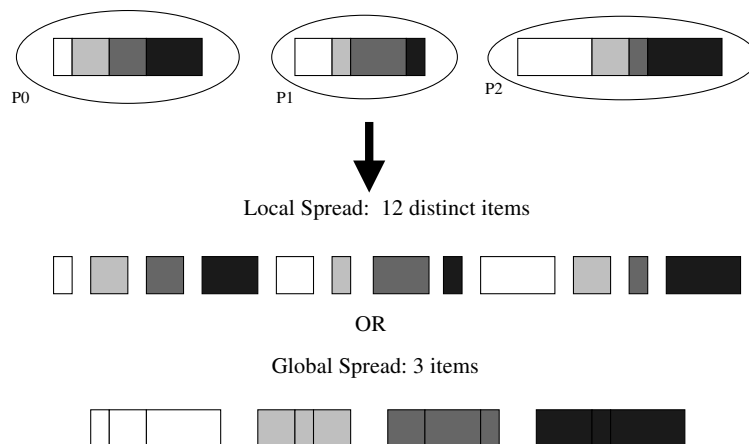 P0
P1
P2
Local Spread: 12 distinct items
OR
Global Spread: 3 items